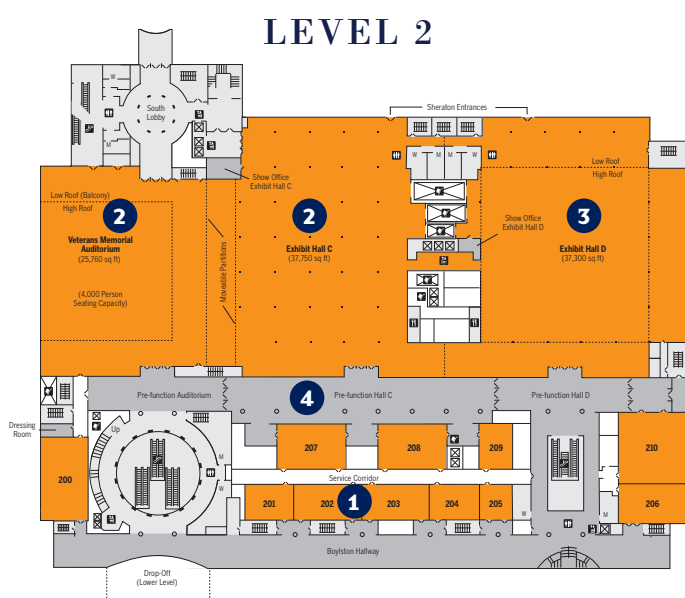 LEVEL 2
South
Lobby
W
M
Sheraton Entrances
Show Office
Exhibit Hall C
W
M
M
W
Low Roof
High Roof
Low Roof (Balcony)
High Roof
2
Veterans Memorial
Auditorium
(25,760 sq ft)
(4,000 Person
Seating Capacity)
Moveable Partitions
2
Exhibit Hall C
(37,750 sq ft)
Show Office
Exhibit Hall D
3
Exhibit Hall D
(37,300 sq ft)
Pre-function Auditorium
4
Pre-function Hall C
Pre-function Hall D
Dressing
Room
Up
M
W
200
207
208
209
210
Service Corridor
201
202
1
203
204
205
206
W
M
Boylston Hallway
Drop-Off
(Lower Level)